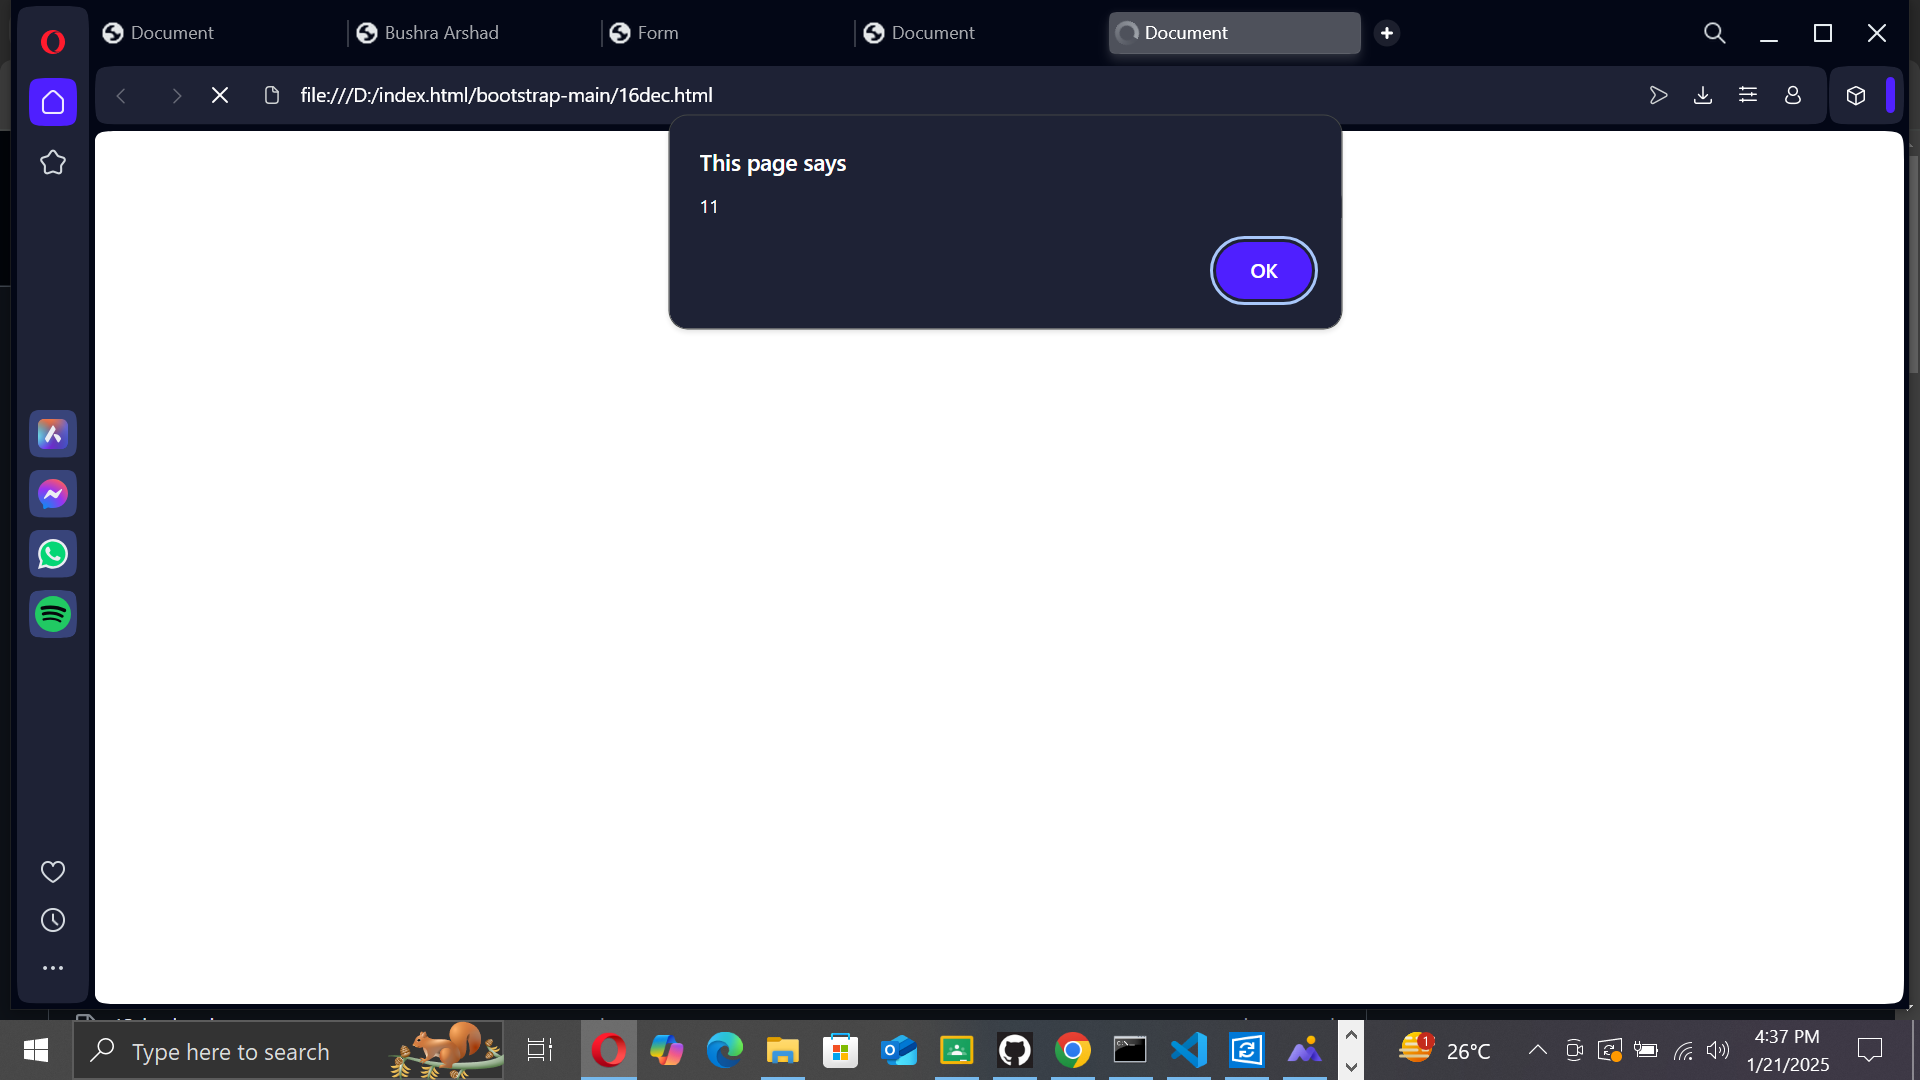 Document
Bushra Arshad
Form
Document
Document
file:///D:/index.html/bootstrap-main/16dec.html
This page says
11
OK
Type here to search
1
26°C
4:37 PM
1/21/2025